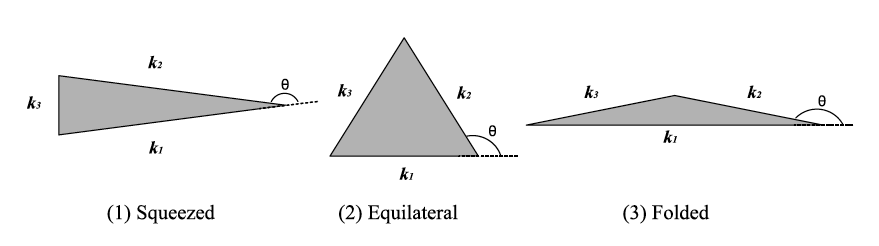 k2
θ
k3
k1
k3
k2
θ
k1
k3
k2
θ
k1
(1) Squeezed
(2) Equilateral
(3) Folded